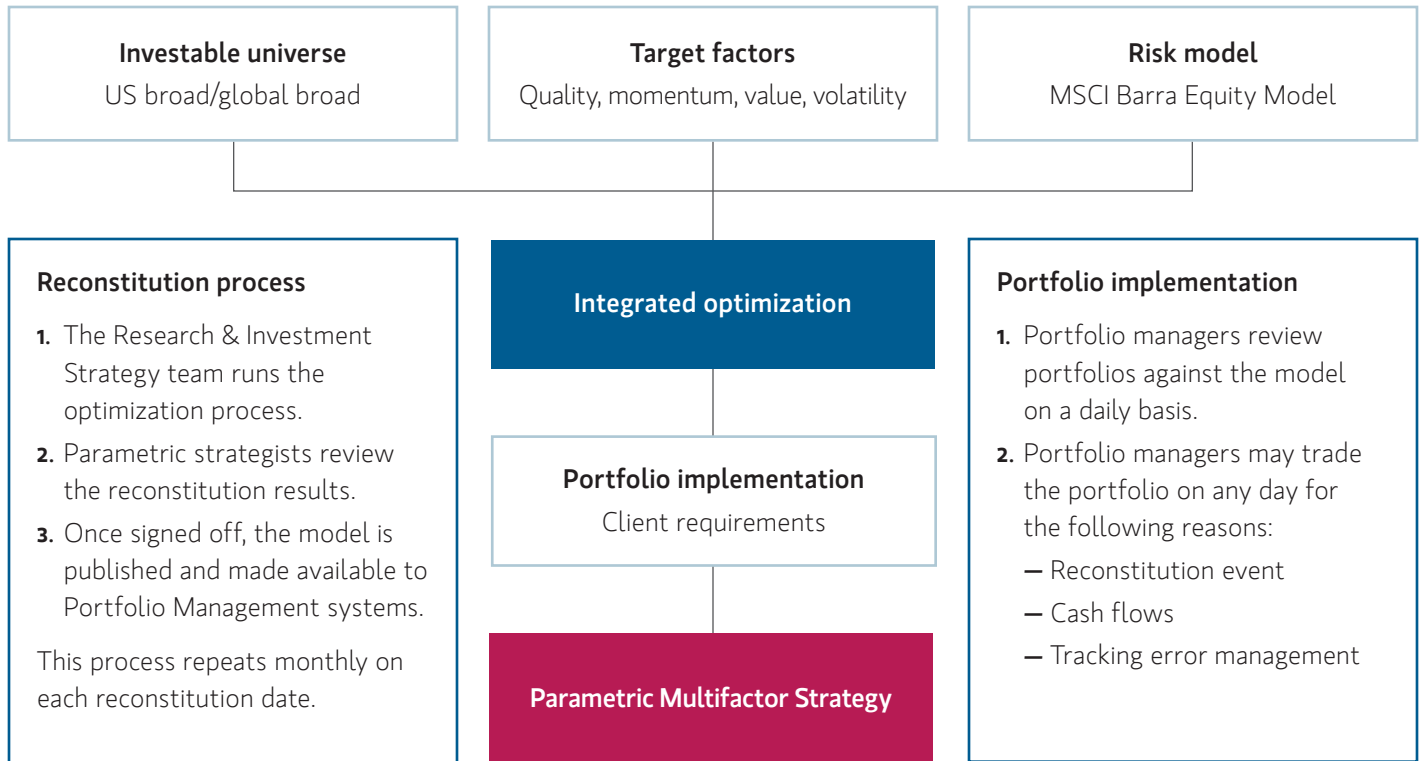 Investable universe
US broad/global broad
Target factors
Quality, momentum, value, volatility
Risk model
MSCI Barra Equity Model
Reconstitution process
1. The Research & Investment
Strategy team runs the
optimization process.
2. Parametric strategists review
the reconstitution results.
3. Once signed off, the model is
published and made available to
Portfolio Management systems.
This process repeats monthly on
each reconstitution date.
Integrated optimization
Portfolio implementation
Client requirements
Parametric Multifactor Strategy
Portfolio implementation
1. Portfolio managers review
portfolios against the model
on a daily basis.
2. Portfolio managers may trade
the portfolio on any day for
the following reasons:
— Reconstitution event
— Cash flows
— Tracking error management